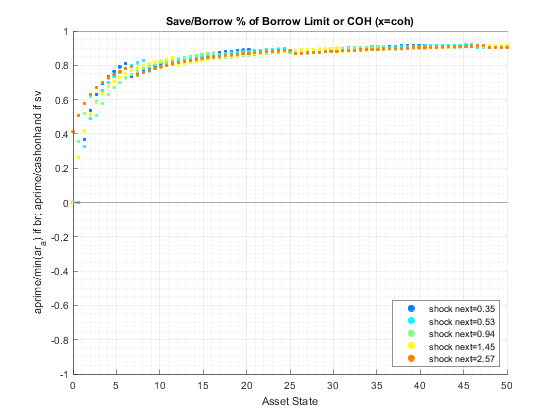 Save/Borrow % of Borrow Limit or COH (x=coh)
aprime/min(ar_a) if br; aprime/cashonhand if sv
1
0.8
0.6
0.4
0.2
0
-0.2
-0.4
-0.6
-0.8
-1
0 5 10 15 20 25 30 35 40 45 50
Asset State
shock next=0.35
shock next=0.53
shock next=0.94
shock next=1.45
shock next=2.57